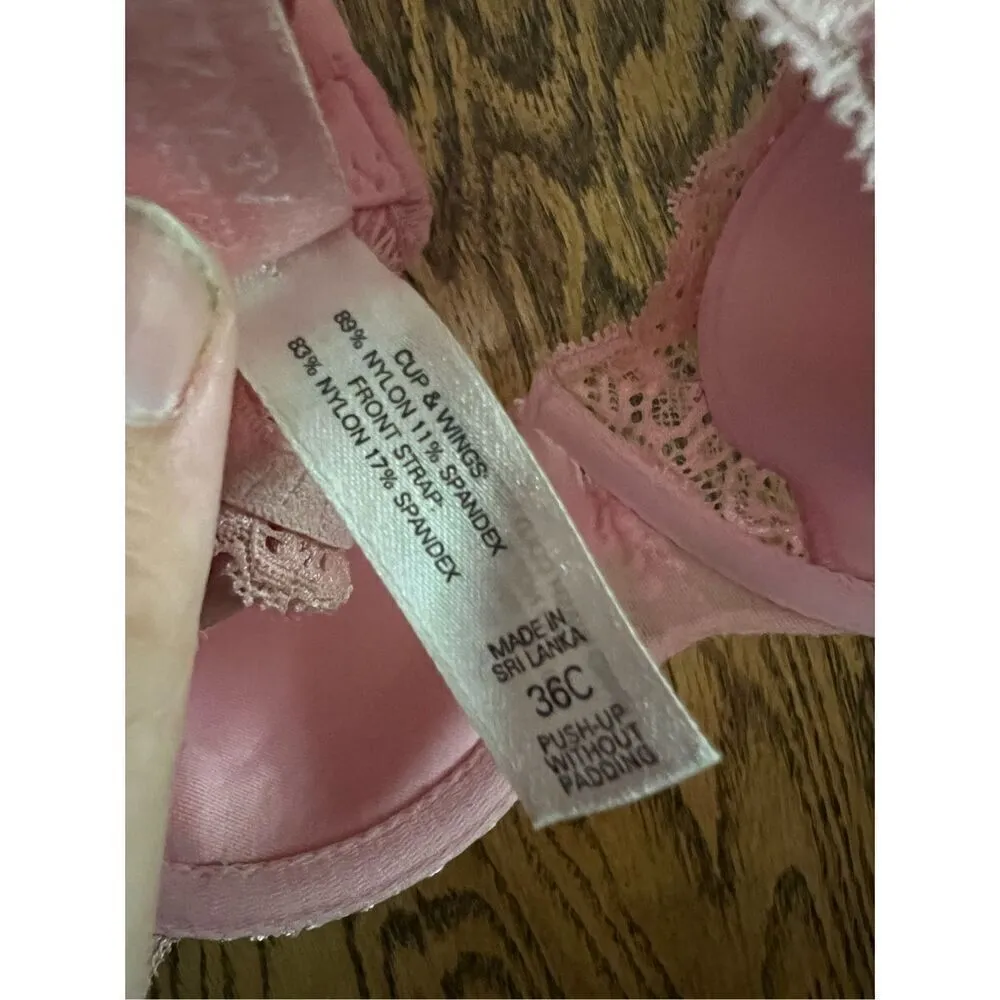 CUP & WINGS
89% NYLON 11% SPANDEX
FRONT STRAP:
83% NYLON 17% SPANDEX
MADE IN
SRI LANKA
36C
PUSH-UP
WITHOUT
PADDING